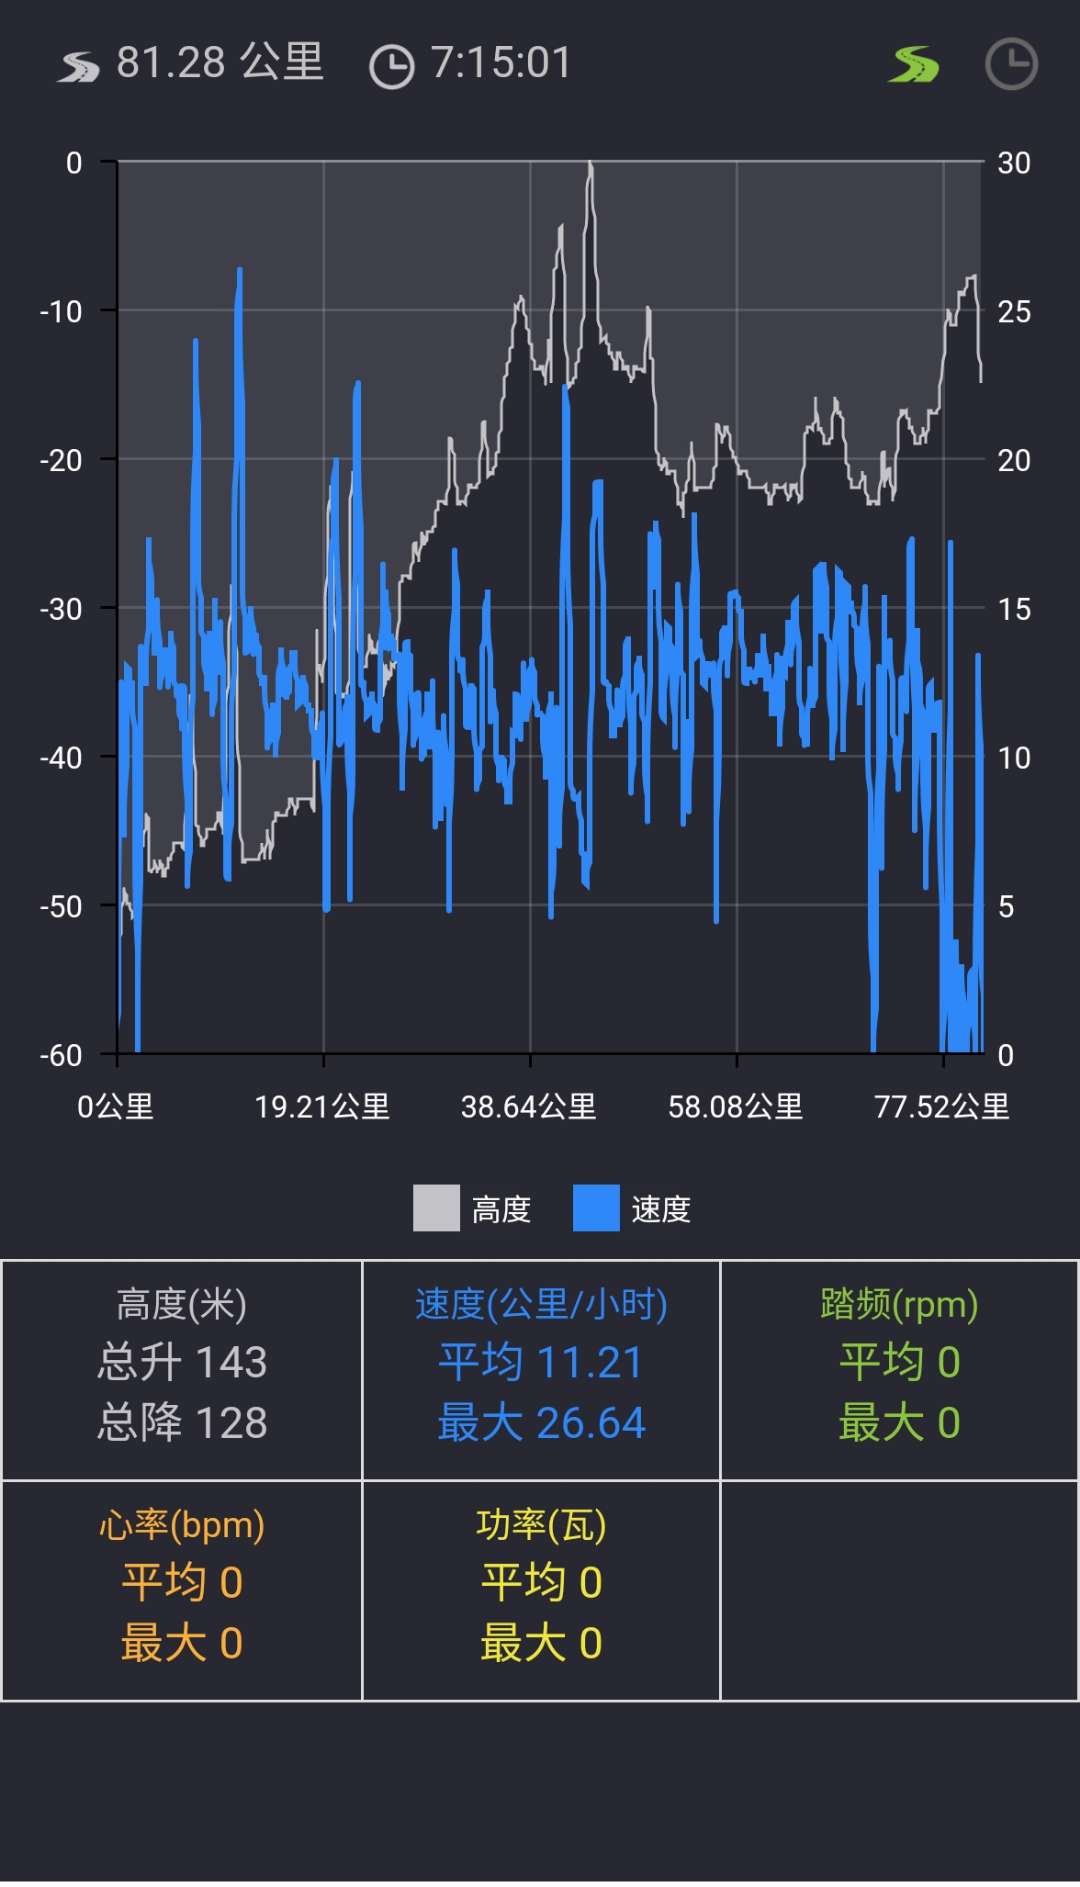 81.28 公里 7:15:01
0 30
-10 25
-20 20
-30 15
-40 10
-50 5
-60 0
0公里 19.21公里 38.64公里 58.08公里 77.52公里
高度 速度
高度(米) 速度(公里/小时) 踏频(rpm)
总升 143 平均 11.21 平均 0
总降 128 最大 26.64 最大 0
心率(bpm) 功率(瓦)
平均 0 平均 0
最大 0 最大 0